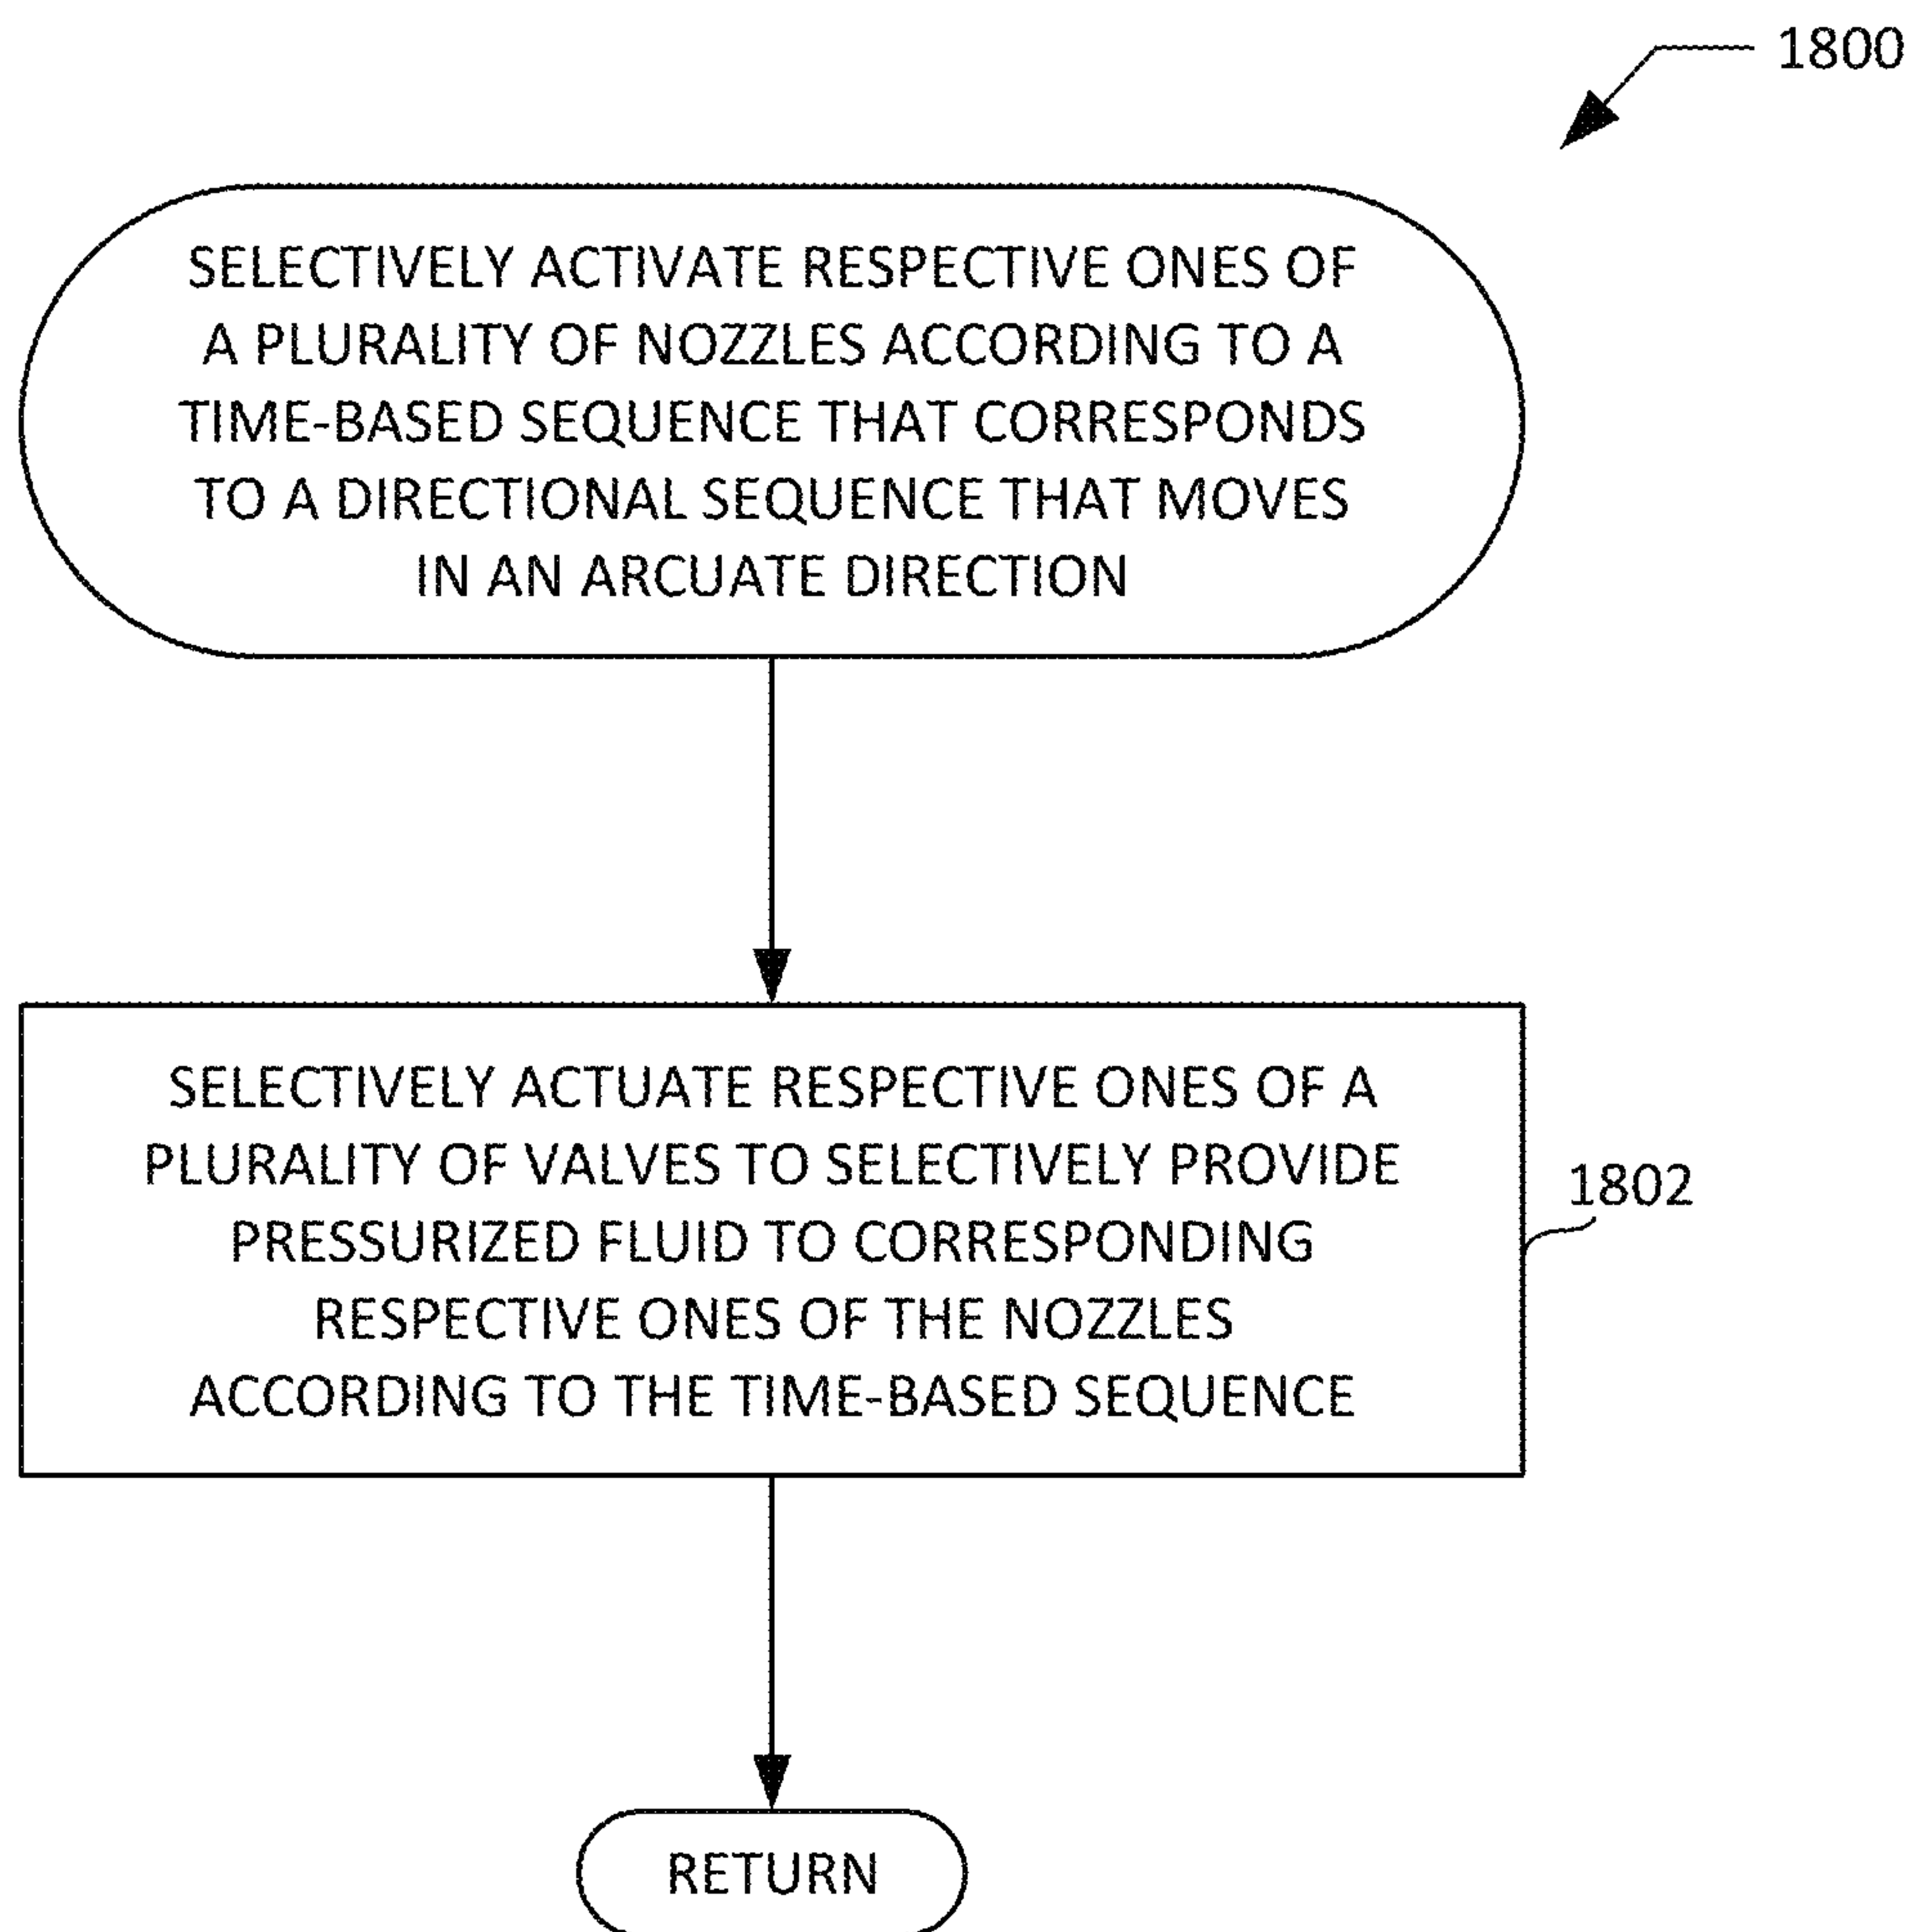 1800
SELECTIVELY ACTIVATE RESPECTIVE ONES OF
A PLURALITY OF NOZZLES ACCORDING TO A
TIME-BASED SEQUENCE THAT CORRESPONDS
TO A DIRECTIONAL SEQUENCE THAT MOVES
IN AN ARCUATE DIRECTION
SELECTIVELY ACTUATE RESPECTIVE ONES OF A
PLURALITY OF VALVES TO SELECTIVELY PROVIDE
PRESSURIZED FLUID TO CORRESPONDING
RESPECTIVE ONES OF THE NOZZLES
ACCORDING TO THE TIME-BASED SEQUENCE
1802
RETURN